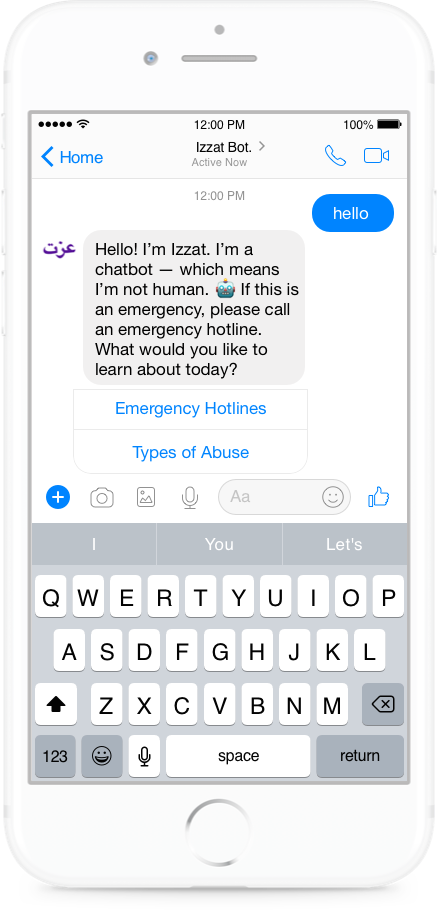 12:00 PM
100%
Home
Izzat Bot.
Active Now
12:00 PM
hello
عزت
Hello! I’m Izzat. I’m a
chatbot — which means
I’m not human. 🤖 If this is
an emergency, please call
an emergency hotline.
What would you like to
learn about today?
Emergency Hotlines
Types of Abuse
Aa
I
You
Let's
Q W E R T Y U I O P
A S D F G H J K L
Z X C V B N M
123
space
return